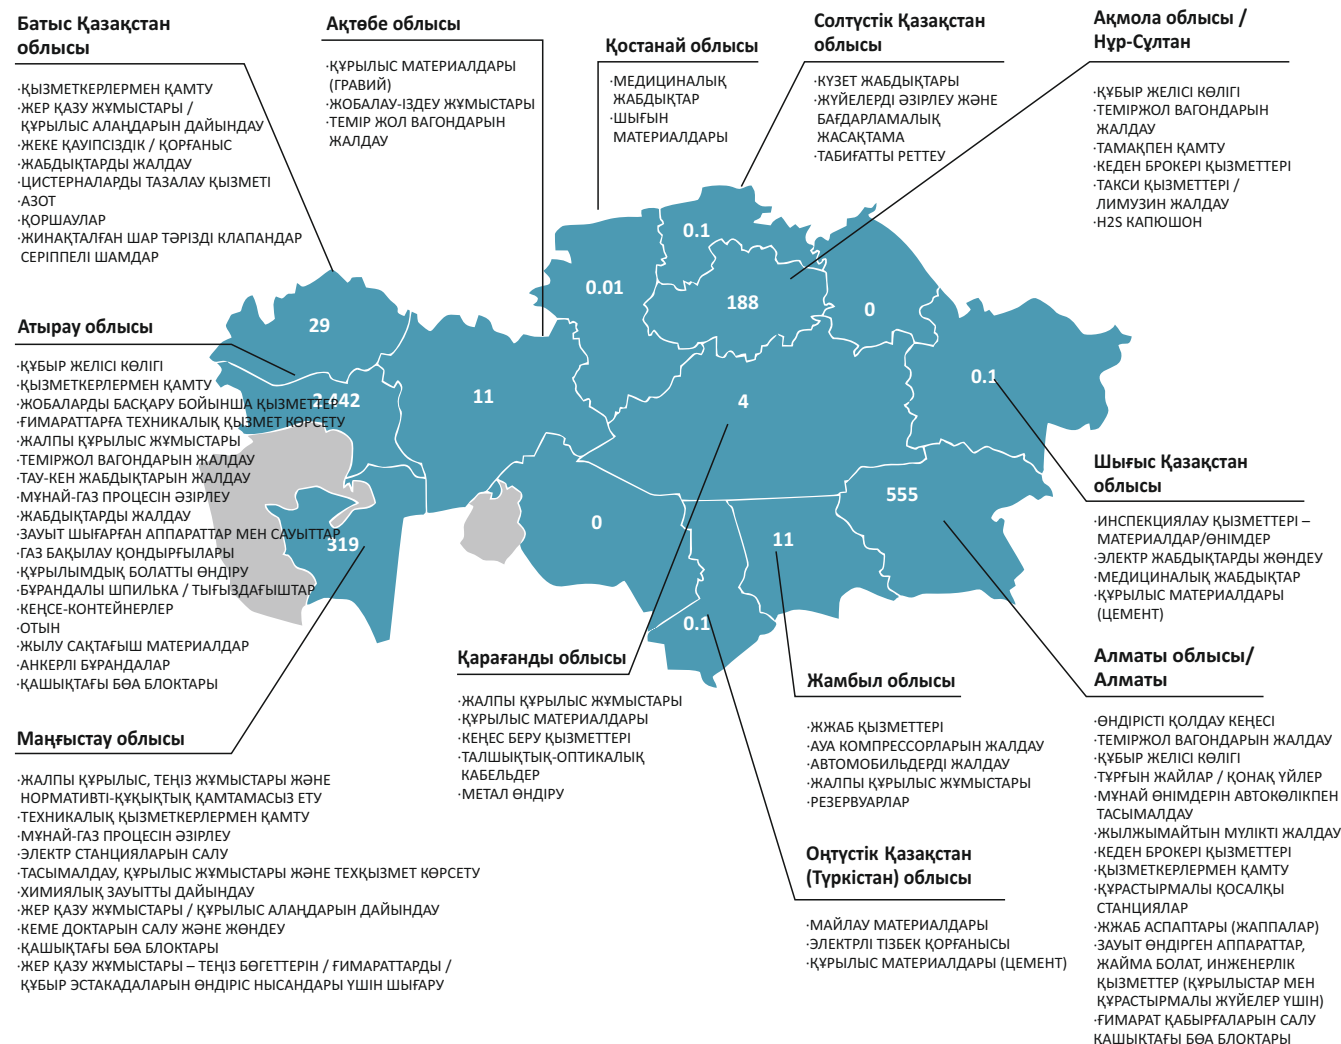 Батыс Қазақстан
облысы
·ҚЫЗМЕТКЕРЛЕРМЕН ҚАМТУ
·ЖЕР ҚАЗУ ЖҰМЫСТАРЫ /
ҚҰРЫЛЫС АЛАҢДАРЫН ДАЙЫНДАУ
·ЖЕКЕ ҚАУІПСІЗДІК / ҚОРҒАНЫС
·ЖАБДЫҚТАРДЫ ЖАЛДАУ
·ЦИСТЕРНАЛАРДЫ ТАЗАЛАУ ҚЫЗМЕТІ
·АЗОТ
·ҚОРШАУЛАР
·ЖИНАҚТАЛҒАН ШАР ТӘРІЗДІ КЛАПАНДАР
СЕРІППЕЛІ ШАМДАР
Ақтөбе облысы
·ҚҰРЫЛЫС МАТЕРИАЛДАРЫ
(ГРАВИЙ)
·ЖОБАЛАУ-ІЗДЕУ ЖҰМЫСТАРЫ
·ТЕМІР ЖОЛ ВАГОНДАРЫН
ЖАЛДАУ
Қостанай облысы
·МЕДИЦИНАЛЫҚ
ЖАБДЫҚТАР
·ШЫҒЫН
МАТЕРИАЛДАРЫ
Солтүстік Қазақстан
облысы
·КҮЗЕТ ЖАБДЫҚТАРЫ
·ЖҮЙЕЛЕРДІ ӘЗІРЛЕУ ЖӘНЕ
БАҒДАРЛАМАЛЫҚ
ЖАСАҚТАМА
·ТАБИҒАТТЫ РЕТТЕУ
Ақмола облысы /
Нұр-Сұлтан
·ҚҰБЫР ЖЕЛІСІ КӨЛІГІ
·ТЕМІРЖОЛ ВАГОНДАРЫН
ЖАЛДАУ
·ТАМАҚПЕН ҚАМТУ
·КЕДЕН БРОКЕРІ ҚЫЗМЕТТЕРІ
·ТАКСИ ҚЫЗМЕТТЕРІ /
ЛИМУЗИН ЖАЛДАУ
·H2S КАПЮШОН
0.1
0.01
188
0
29
0.1
2,442
11
4
555
0
319
11
0.1
Атырау облысы
·ҚҰБЫР ЖЕЛІСІ КӨЛІГІ
·ҚЫЗМЕТКЕРЛЕРМЕН ҚАМТУ
·ЖОБАЛАРДЫ БАСҚАРУ БОЙЫНША ҚЫЗМЕТТЕР
·ҒИМАРАТТАРҒА ТЕХНИКАЛЫҚ ҚЫЗМЕТ КӨРСЕТУ
·ЖАЛПЫ ҚҰРЫЛЫС ЖҰМЫСТАРЫ
·ТЕМІРЖОЛ ВАГОНДАРЫН ЖАЛДАУ
·ТАУ-КЕН ЖАБДЫҚТАРЫН ЖАЛДАУ
·МҰНАЙ-ГАЗ ПРОЦЕСІН ӘЗІРЛЕУ
·ЖАБДЫҚТАРДЫ ЖАЛДАУ
·ЗАУЫТ ШЫҒАРҒАН АППАРАТТАР МЕН САУЫТТАР
·ГАЗ БАҚЫЛАУ ҚОНДЫРҒЫЛАРЫ
·ҚҰРЫЛЫМДЫҚ БОЛАТТЫ ӨНДІРУ
·БҰРАНДАЛЫ ШПИЛЬКА / ТЫҒЫЗДАҒЫШТАР
·КЕҢСЕ-КОНТЕЙНЕРЛЕР
·ОТЫН
·ЖЫЛУ САҚТАҒЫШ МАТЕРИАЛДАР
·АНКЕРЛІ БҰРАНДАЛАР
·ҚАШЫҚТАҒЫ БӨА БЛОКТАРЫ
Маңғыстау облысы
·ЖАЛПЫ ҚҰРЫЛЫС, ТЕҢІЗ ЖҰМЫСТАРЫ ЖӘНЕ
НОРМАТИВТІ-ҚҰҚЫҚТЫҚ ҚАМТАМАСЫЗ ЕТУ
·ТЕХНИКАЛЫҚ ҚЫЗМЕТКЕРЛЕРМЕН ҚАМТУ
·МҰНАЙ-ГАЗ ПРОЦЕСІН ӘЗІРЛЕУ
·ЭЛЕКТР СТАНЦИЯЛАРЫН САЛУ
·ТАСЫМАЛДАУ, ҚҰРЫЛЫС ЖҰМЫСТАРЫ ЖӘНЕ ТЕХҚЫЗМЕТ КӨРСЕТУ
·ХИМИЯЛЫҚ ЗАУЫТТЫ ДАЙЫНДАУ
·ЖЕР ҚАЗУ ЖҰМЫСТАРЫ / ҚҰРЫЛЫС АЛАҢДАРЫН ДАЙЫНДАУ
·КЕМЕ ДОКТАРЫН САЛУ ЖӘНЕ ЖӨНДЕУ
·ҚАШЫҚТАҒЫ БӨА БЛОКТАРЫ
·ЖЕР ҚАЗУ ЖҰМЫСТАРЫ – ТЕҢІЗ БӨГЕТТЕРІН / ҒИМАРАТТАРДЫ /
ҚҰБЫР ЭСТАКАДАЛАРЫН ӨНДІРІС НЫСАНДАРЫ ҮШІН ШЫҒАРУ
Қарағанды облысы
·ЖАЛПЫ ҚҰРЫЛЫС ЖҰМЫСТАРЫ
·ҚҰРЫЛЫС МАТЕРИАЛДАРЫ
·КЕҢЕС БЕРУ ҚЫЗМЕТТЕРІ
·ТАЛШЫҚТЫҚ-ОПТИКАЛЫҚ
КАБЕЛЬДЕР
·МЕТАЛ ӨНДІРУ
Жамбыл облысы
·ЖЖАБ ҚЫЗМЕТТЕРІ
·АУА КОМПРЕССОРЛАРЫН ЖАЛДАУ
·АВТОМОБИЛЬДЕРДІ ЖАЛДАУ
·ЖАЛПЫ ҚҰРЫЛЫС ЖҰМЫСТАРЫ
·РЕЗЕРВУАРЛАР
Оңтүстік Қазақстан
(Түркістан) облысы
·МАЙЛАУ МАТЕРИАЛДАРЫ
·ЭЛЕКТРЛІ ТІЗБЕК ҚОРҒАНЫСЫ
·ҚҰРЫЛЫС МАТЕРИАЛДАРЫ (ЦЕМЕНТ)
Шығыс Қазақстан
облысы
·ИНСПЕКЦИЯЛАУ ҚЫЗМЕТТЕРІ –
МАТЕРИАЛДАР/ӨНІМДЕР
·ЭЛЕКТР ЖАБДЫҚТАРДЫ ЖӨНДЕУ
·МЕДИЦИНАЛЫҚ ЖАБДЫҚТАР
·ҚҰРЫЛЫС МАТЕРИАЛДАРЫ
(ЦЕМЕНТ)
Алматы облысы/
Алматы
·ӨНДІРІСТІ ҚОЛДАУ КЕҢЕСІ
·ТЕМІРЖОЛ ВАГОНДАРЫН ЖАЛДАУ
·ҚҰБЫР ЖЕЛІСІ КӨЛІГІ
·ТҰРҒЫН ЖАЙЛАР / ҚОНАҚ ҮЙЛЕР
·МҰНАЙ ӨНІМДЕРІН АВТОКӨЛІКПЕН
ТАСЫМАЛДАУ
·ЖЫЛЖЫМАЙТЫН МҮЛІКТІ ЖАЛДАУ
·КЕДЕН БРОКЕРІ ҚЫЗМЕТТЕРІ
·ҚЫЗМЕТКЕРЛЕРМЕН ҚАМТУ
·ҚҰРАСТЫРМАЛЫ ҚОСАЛҚЫ
СТАНЦИЯЛАР
·ЖЖАБ АСПАПТАРЫ (ЖАППАЛАР)
·ЗАУЫТ ӨНДІРГЕН АППАРАТТАР,
ЖАЙМА БОЛАТ, ИНЖЕНЕРЛІК
ҚЫЗМЕТТЕР (ҚҰРЫЛЫСТАР МЕН
ҚҰРАСТЫРМАЛЫ ЖҮЙЕЛЕР ҮШІН)
·ҒИМАРАТ ҚАБЫРҒАЛАРЫН САЛУ
ҚАШЫҚТАҒЫ БӨА БЛОКТАРЫ